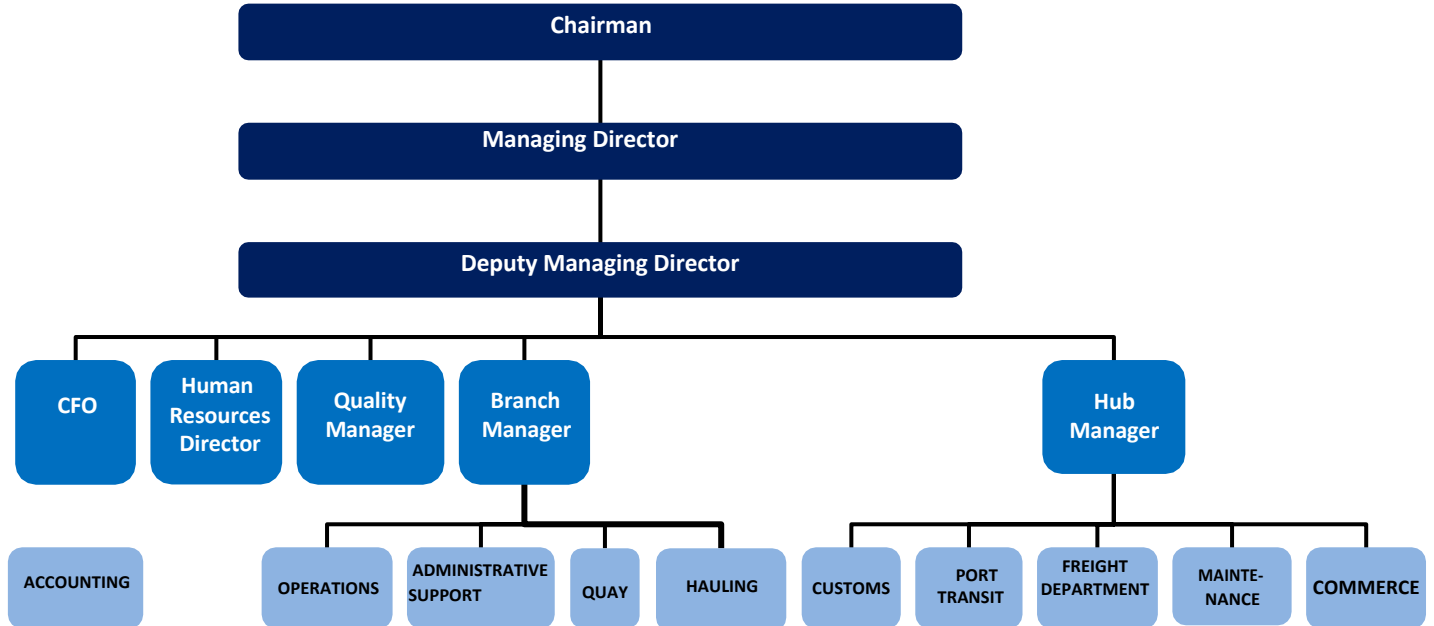 Chairman
Managing Director
Deputy Managing Director
CFO
Human
Resources
Director
Quality
Manager
Branch
Manager
Hub
Manager
ACCOUNTING
OPERATIONS
ADMINISTRATIVE
SUPPORT
QUAY
HAULING
CUSTOMS
PORT
TRANSIT
FREIGHT
DEPARTMENT
MAINTE-
NANCE
COMMERCE